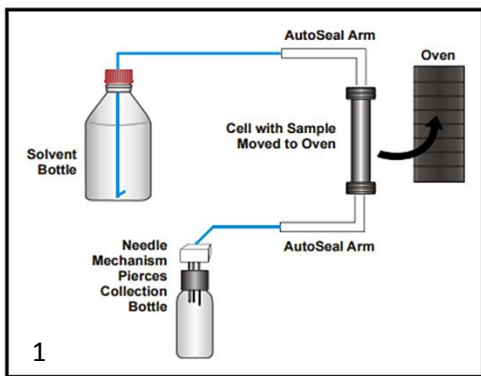 AutoSeal Arm
Oven
Cell with Sample
Moved to Oven
Solvent
Bottle
AutoSeal Arm
Needle
Mechanism
Pierces
Collection
Bottle
1